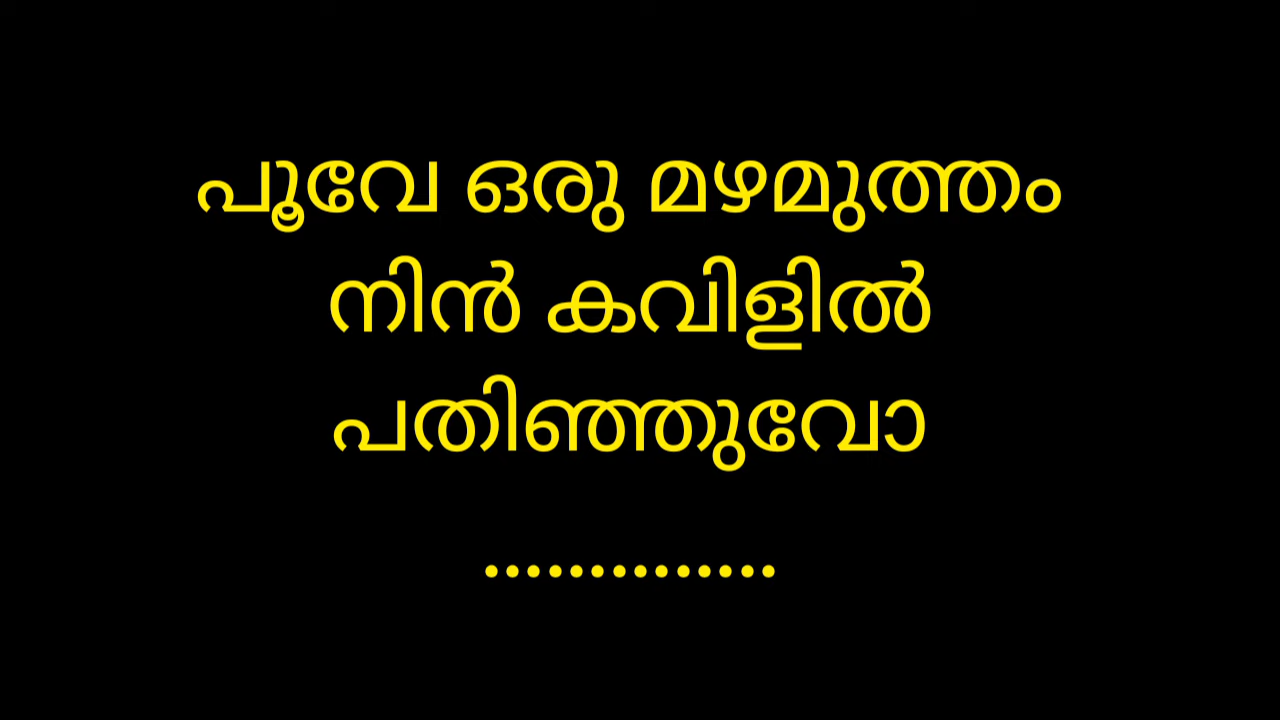 പൂവേ ഒരു മഴമുത്തം
നിൻ കവിളിൽ
പതിഞ്ഞുവോ
..............